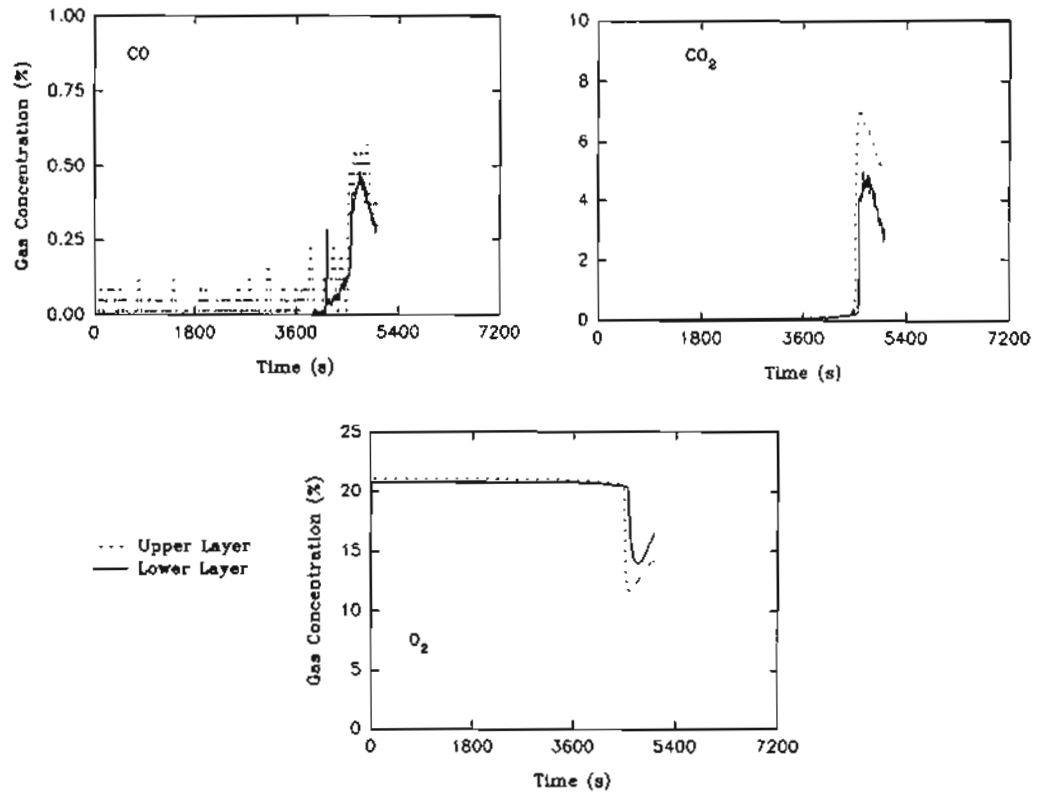 Gas Concentration (%)
1.00
0.75
0.50
0.25
0.00
CO
0 1800 3600 5400 7200
Time (s)
10
8
6
4
2
0
CO₂
0 1800 3600 5400 7200
Time (s)
Upper Layer
Lower Layer
Gas Concentration (%)
25
20
15
10
5
0
O₂
0 1800 3600 5400 7200
Time (s)